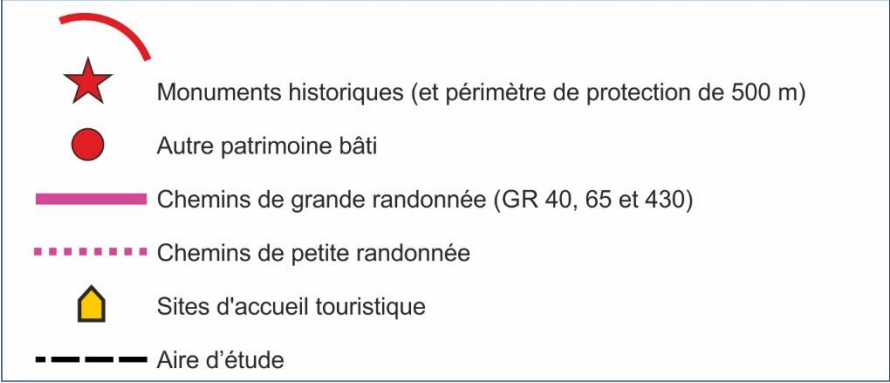 Monuments historiques (et périmètre de protection de 500 m)
Autre patrimoine bâti
Chemins de grande randonnée (GR 40, 65 et 430)
Chemins de petite randonnée
Sites d'accueil touristique
Aire d’étude